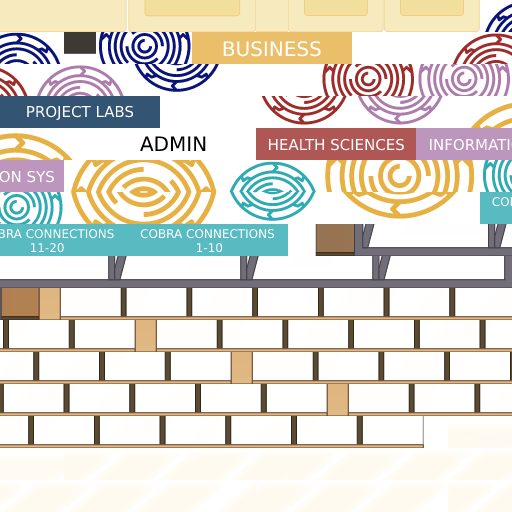 BUSINESS
PROJECT LABS
ADMIN
HEALTH SCIENCES
INFORMATI
ON SYS
CO
BRA CONNECTIONS
11-20
COBRA CONNECTIONS
1-10